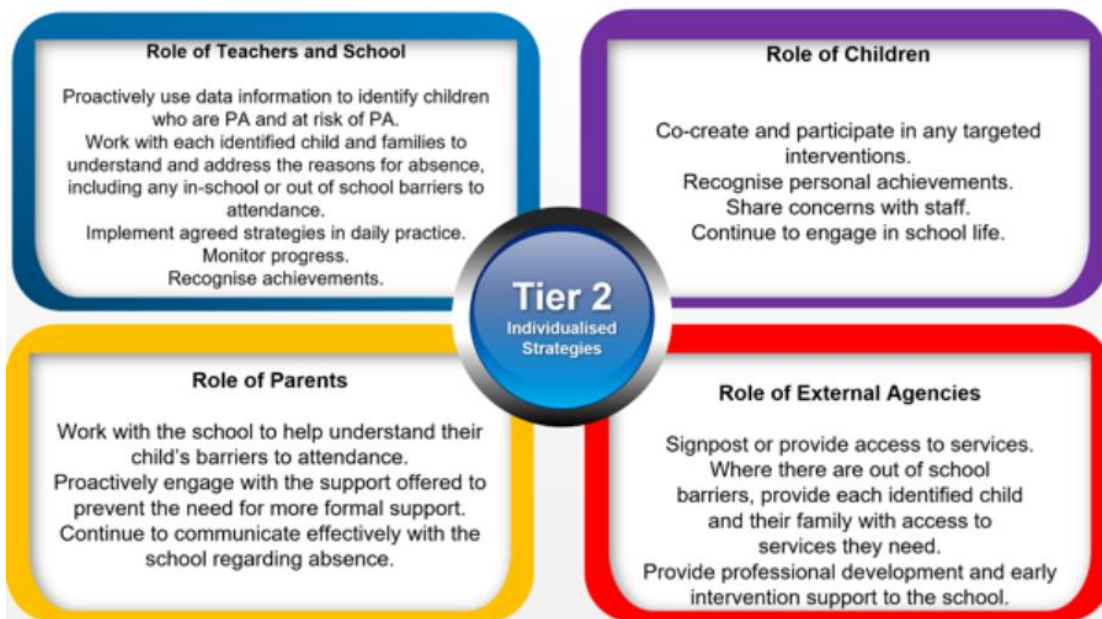 Role of Teachers and School
Proactively use data information to identify children
who are PA and at risk of PA.
Work with each identified child and families to
understand and address the reasons for absence,
including any in-school or out of school barriers to
attendance.
Implement agreed strategies in daily practice.
Monitor progress.
Recognise achievements.
Role of Children
Co-create and participate in any targeted
interventions.
Recognise personal achievements.
Share concerns with staff.
Continue to engage in school life.
Tier 2
Individualised
Strategies
Role of Parents
Work with the school to help understand their
child's barriers to attendance.
Proactively engage with the support offered to
prevent the need for more formal support.
Continue to communicate effectively with the
school regarding absence.
Role of External Agencies
Signpost or provide access to services.
Where there are out of school
barriers, provide each identified child
and their family with access to
services they need.
Provide professional development and early
intervention support to the school.